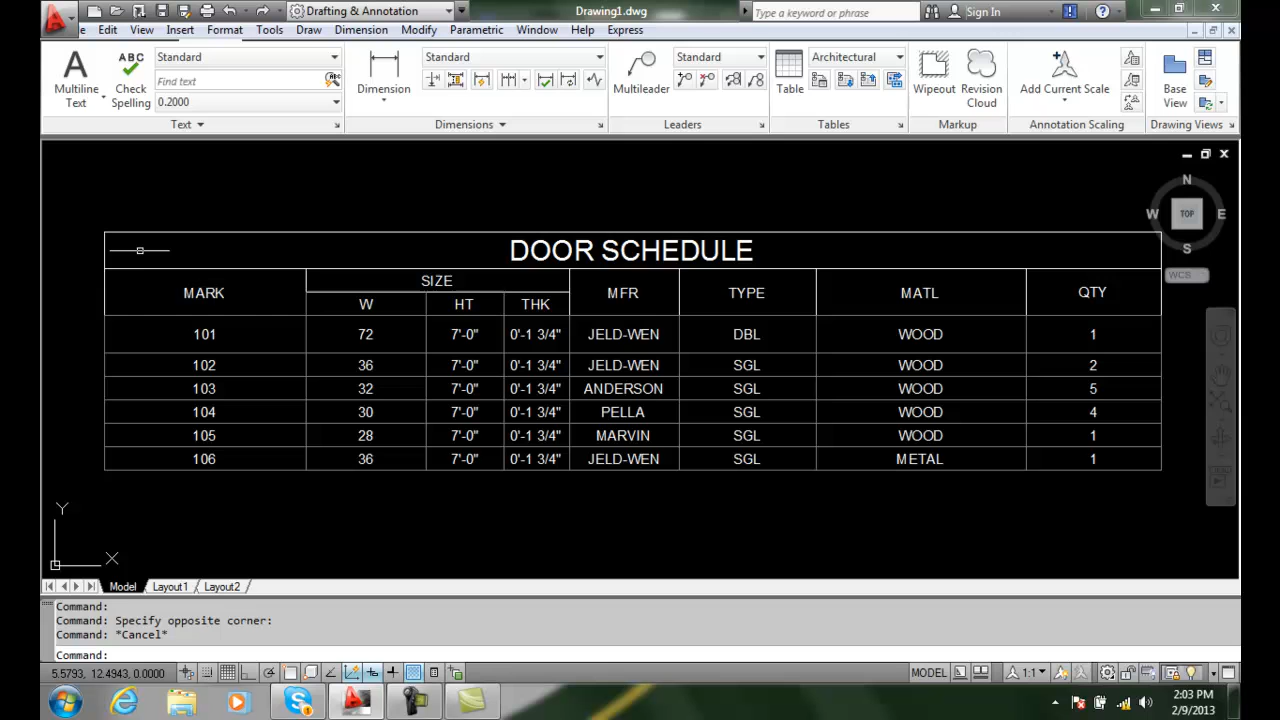 Drafting & Annotation
Drawing1.dwg
Type a keyword or phrase
Sign In
Edit View Insert Format Tools Draw Dimension Modify Parametric Window Help Express
Multiline Text
ABC
Check Spelling
Standard
Find text
0.2000
Text
Dimension
Standard
Dimensions
Multileader
Standard
Leaders
Table
Architectural
Tables
Wipeout
Revision Cloud
Markup
Add Current Scale
Annotation Scaling
Base View
Drawing Views
N
W TOP E
S
WCS
DOOR SCHEDULE
MARK SIZE MFR TYPE MATL QTY
W HT THK
101 72 7'-0" 0'-1 3/4" JELD-WEN DBL WOOD 1
102 36 7'-0" 0'-1 3/4" JELD-WEN SGL WOOD 2
103 32 7'-0" 0'-1 3/4" ANDERSON SGL WOOD 5
104 30 7'-0" 0'-1 3/4" PELLA SGL WOOD 4
105 28 7'-0" 0'-1 3/4" MARVIN SGL WOOD 1
106 36 7'-0" 0'-1 3/4" JELD-WEN SGL METAL 1
Y
X
Model Layout1 Layout2
Command:
Command: Specify opposite corner:
Command: *Cancel*
Command:
5.5793, 12.4943, 0.0000
MODEL
1:1
2:03 PM
2/9/2013